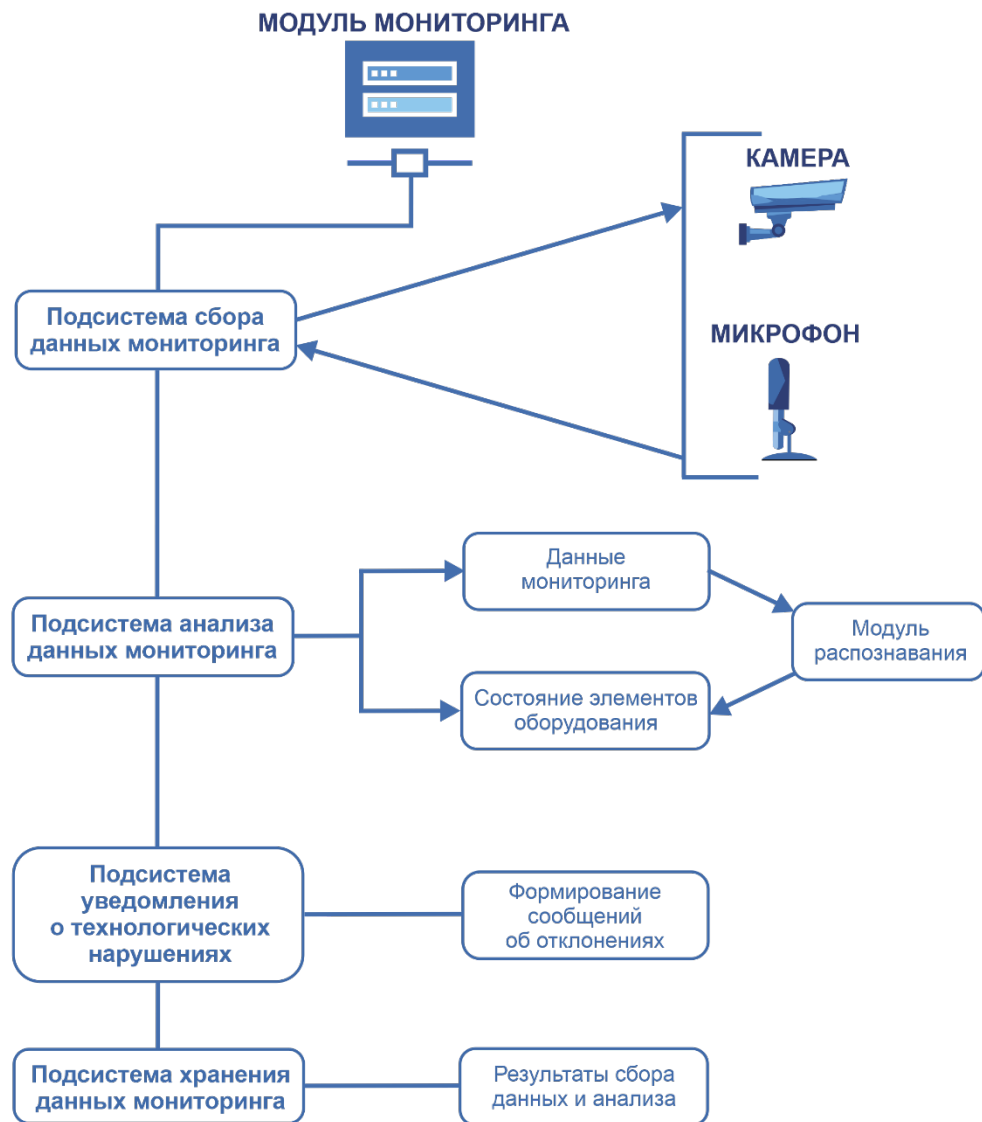 МОДУЛЬ МОНИТОРИНГА
КАМЕРА
Подсистема сбора
данных мониторинга
МИКРОФОН
Данные
мониторинга
Подсистема анализа
данных мониторинга
Модуль
распознавания
Состояние элементов
оборудования
Подсистема
уведомления
о технологических
нарушениях
Формирование
сообщений
об отклонениях
Подсистема хранения
данных мониторинга
Результаты сбора
данных и анализа